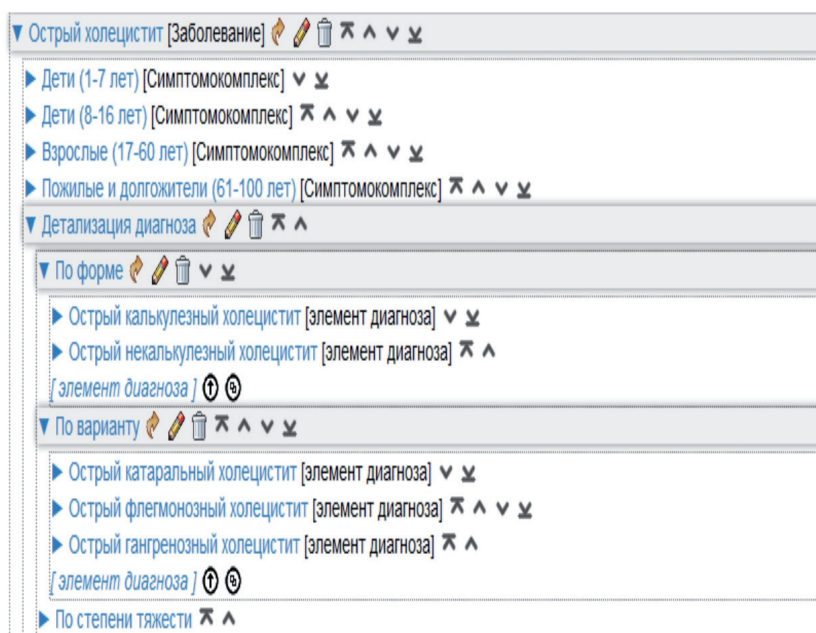 Острый холецистит [Заболевание]
Дети (1-7 лет) [Симптомокомплекс]
Дети (8-16 лет) [Симптомокомплекс]
Взрослые (17-60 лет) [Симптомокомплекс]
Пожилые и долгожители (61-100 лет) [Симптомокомплекс]
Детализация диагноза
По форме
Острый калькулезный холецистит [элемент диагноза]
Острый некалькулезный холецистит [элемент диагноза]
[ элемент диагноза ]
По варианту
Острый катаральный холецистит [элемент диагноза]
Острый флегмонозный холецистит [элемент диагноза]
Острый гангренозный холецистит [элемент диагноза]
[ элемент диагноза ]
По степени тяжести